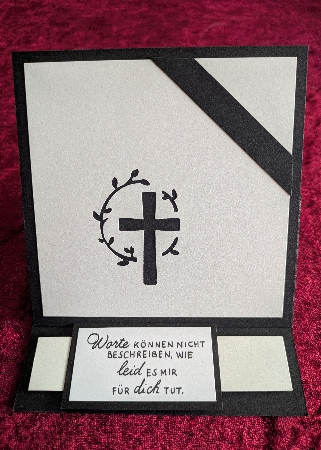 Worte KÖNNEN NICHT
BESCHREIBEN, WIE
leid ES MIR
FÜR dich TUT.